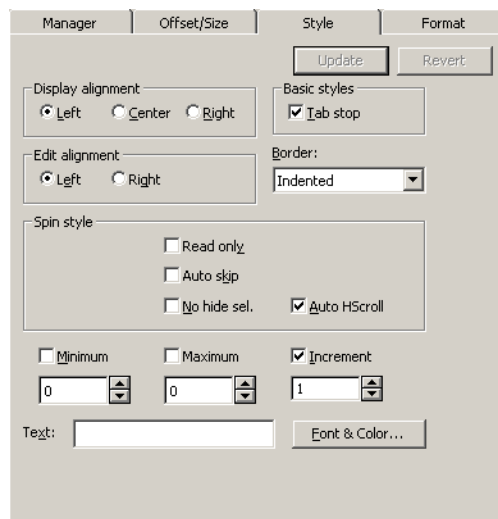 Manager Offset/Size Style Format
Update Revert
Display alignment Basic styles
Left Center Right Tab stop
Edit alignment Border:
Left Right Indented
Spin style
Read only
Auto skip
No hide sel. Auto HScroll
Minimum Maximum Increment
0 0 1
Text: Font & Color...